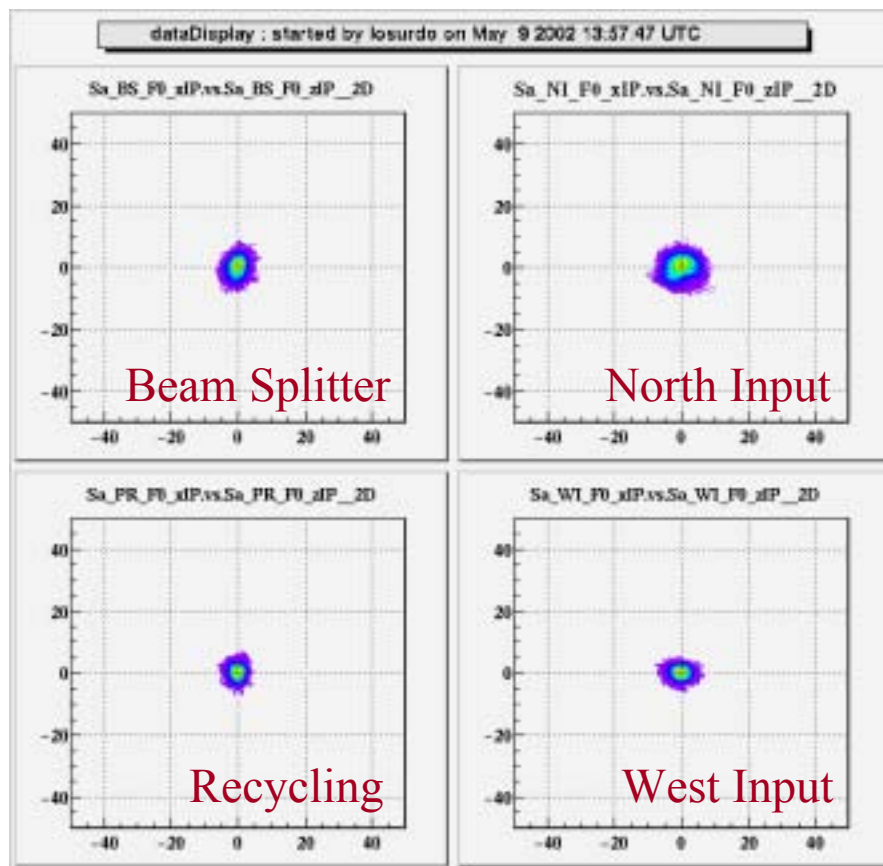 dataDisplay : started by losurdo on May 9 2002 13:57:47 UTC
Sa_BS_F0_xIP.vs.Sa_BS_F0_zIP__2D
40
20
0
-20
-40
Beam Splitter
-40 -20 0 20 40
Sa_NI_F0_xIP.vs.Sa_NI_F0_zIP__2D
40
20
0
-20
-40
North Input
-40 -20 0 20 40
Sa_PR_F0_xIP.vs.Sa_PR_F0_zIP__2D
40
20
0
-20
-40
Recycling
-40 -20 0 20 40
Sa_WI_F0_xIP.vs.Sa_WI_F0_zIP__2D
40
20
0
-20
-40
West Input
-40 -20 0 20 40